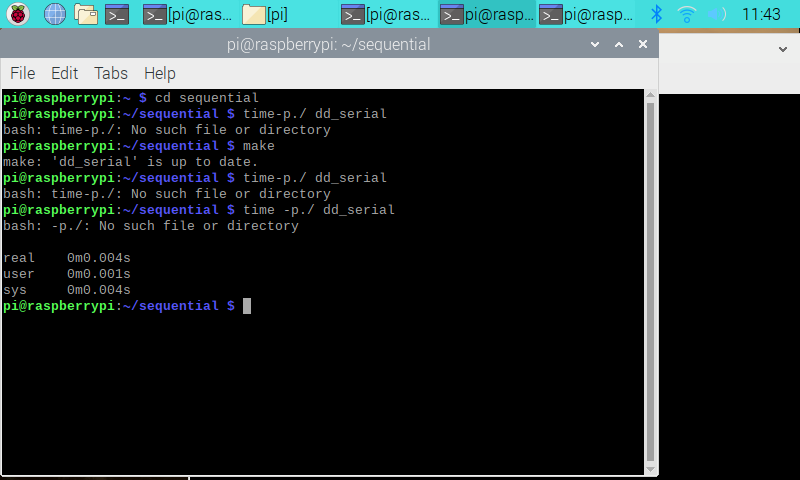 [pi@ras... [pi] [pi@ras... pi@rasp... pi@rasp... 11:43
pi@raspberrypi: ~/sequential
File Edit Tabs Help
pi@raspberrypi:~ $ cd sequential
pi@raspberrypi:~/sequential $ time-p./ dd_serial
bash: time-p./: No such file or directory
pi@raspberrypi:~/sequential $ make
make: 'dd_serial' is up to date.
pi@raspberrypi:~/sequential $ time-p./ dd_serial
bash: time-p./: No such file or directory
pi@raspberrypi:~/sequential $ time -p./ dd_serial
bash: -p./: No such file or directory
real 0m0.004s
user 0m0.001s
sys 0m0.004s
pi@raspberrypi:~/sequential $